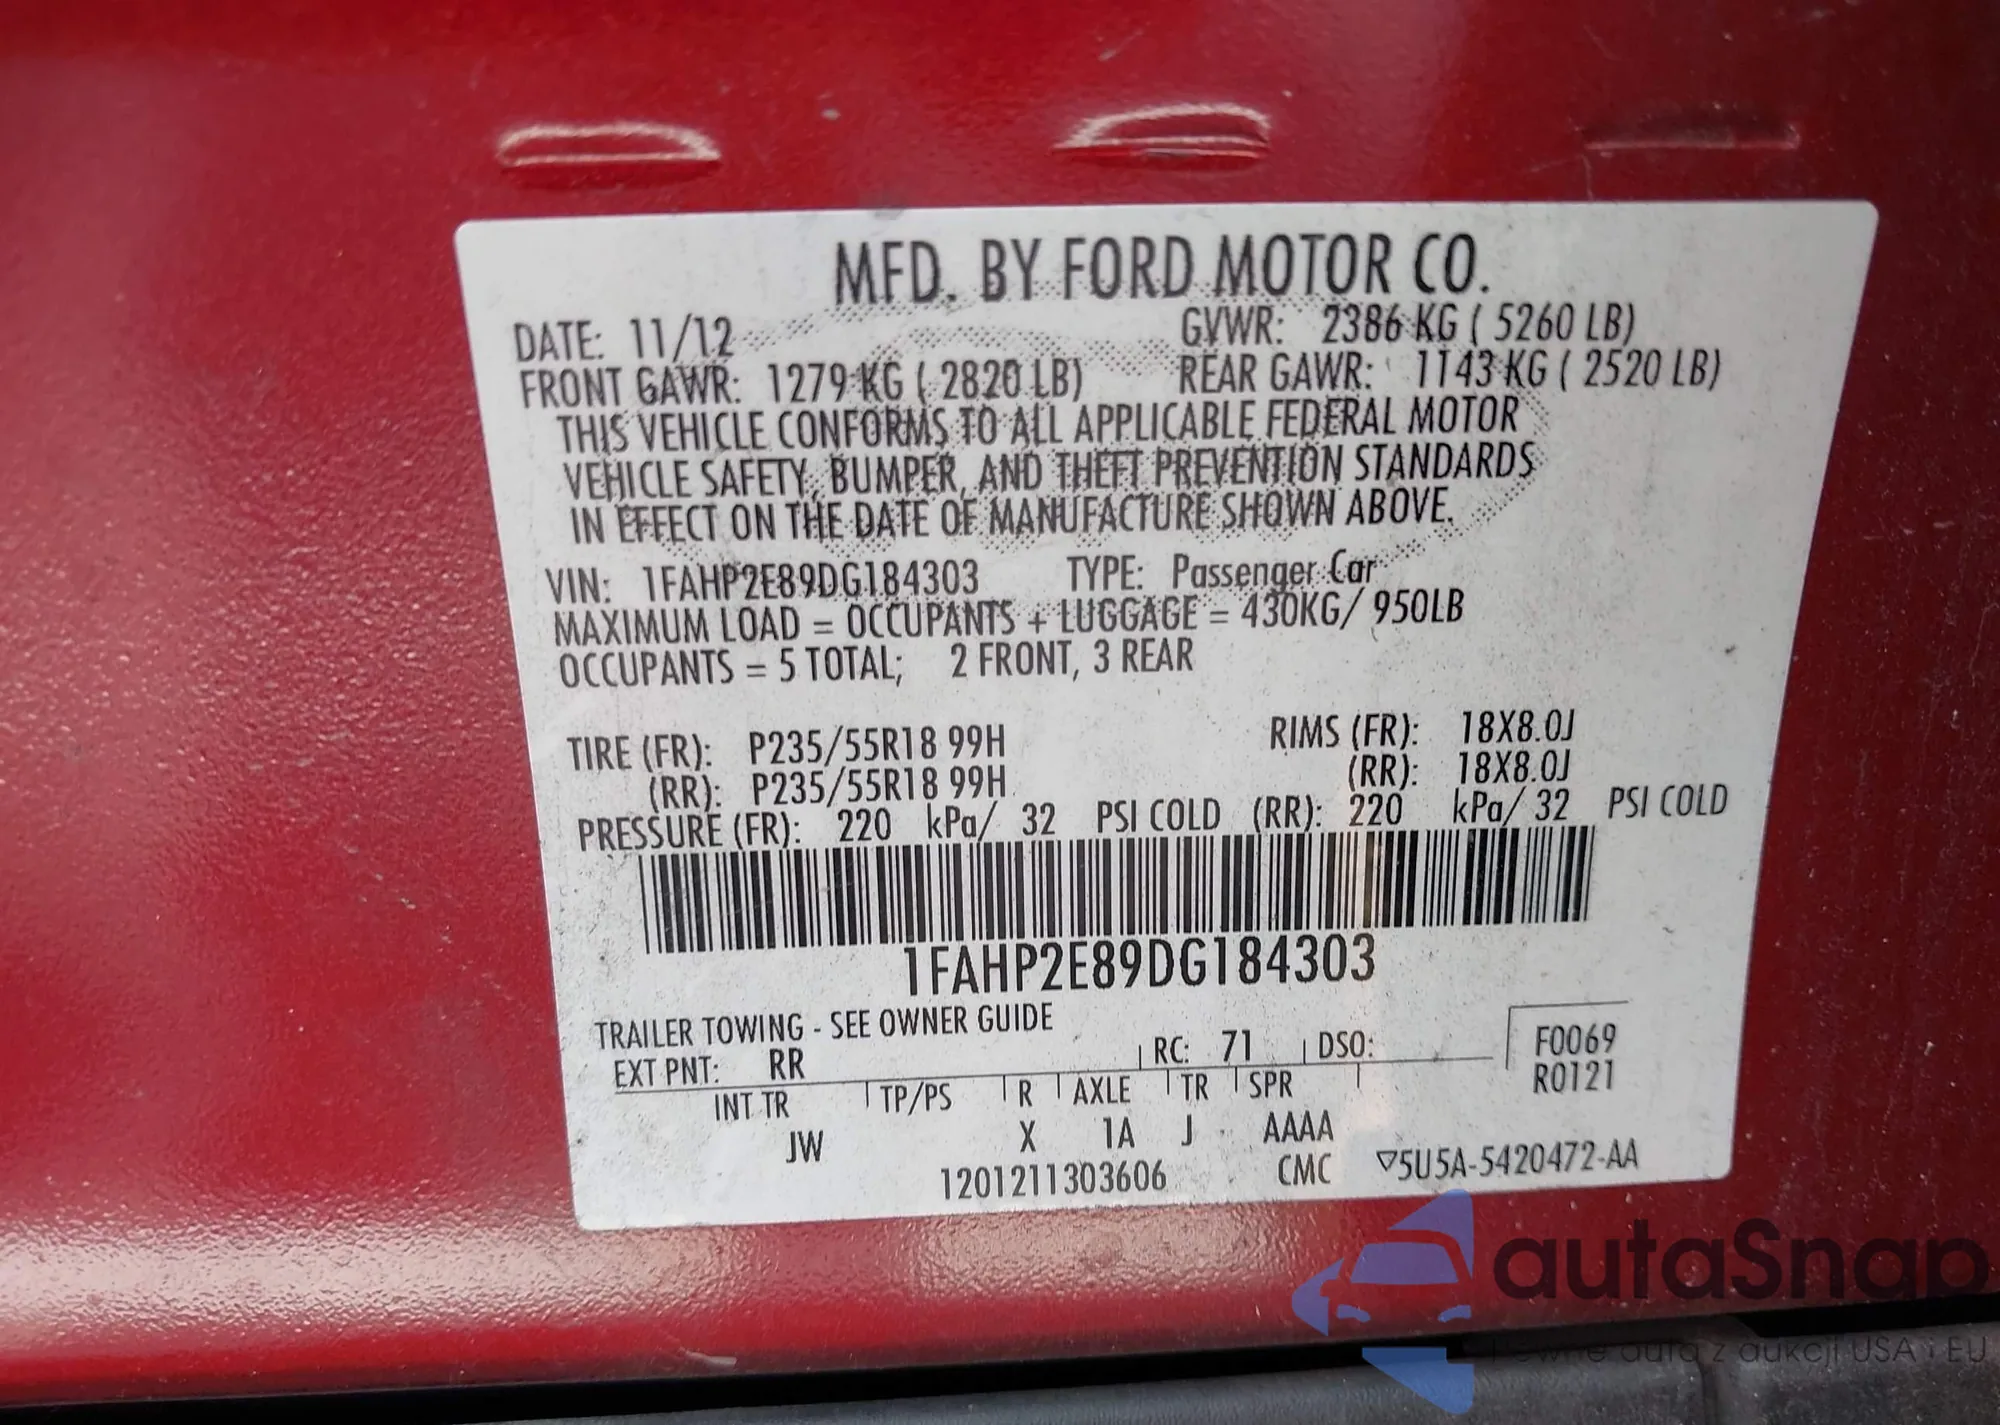 MFD. BY FORD MOTOR CO.
DATE: 11/12 GVWR: 2386 KG ( 5260 LB)
FRONT GAWR: 1279 KG ( 2820 LB) REAR GAWR: 1143 KG ( 2520 LB)
THIS VEHICLE CONFORMS TO ALL APPLICABLE FEDERAL MOTOR
VEHICLE SAFETY, BUMPER, AND THEFT PREVENTION STANDARDS
IN EFFECT ON THE DATE OF MANUFACTURE SHOWN ABOVE.
VIN: 1FAHP2E89DG184303 TYPE: Passenger Car
MAXIMUM LOAD = OCCUPANTS + LUGGAGE = 430KG/ 950LB
OCCUPANTS = 5 TOTAL; 2 FRONT, 3 REAR
TIRE (FR): P235/55R18 99H RIMS (FR): 18X8.0J
(RR): P235/55R18 99H (RR): 18X8.0J
PRESSURE (FR): 220 kPa/ 32 PSI COLD (RR): 220 kPa/ 32 PSI COLD
1FAHP2E89DG184303
TRAILER TOWING - SEE OWNER GUIDE
EXT PNT: RR RC: 71 DSO: F0069
R0121
INT TR TP/PS R AXLE TR SPR
JW X 1A J AAAA
1201211303606 CMC ▽5U5A-5420472-AA
autaSnap
auta z aukcji USA i EU